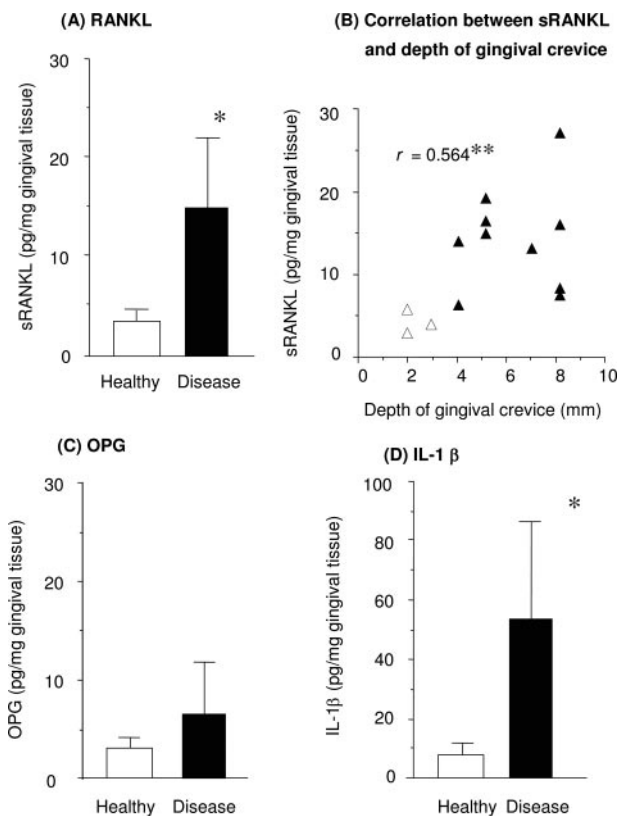 (A) RANKL
sRANKL (pg/mg gingival tissue)
30
20
10
0
*
Healthy Disease
(B) Correlation between sRANKL
and depth of gingival crevice
sRANKL (pg/mg gingival tissue)
30
25
20
15
10
5
0
r = 0.564**
0 2 4 6 8 10
Depth of gingival crevice (mm)
(C) OPG
OPG (pg/mg gingival tissue)
30
20
10
0
Healthy Disease
(D) IL-1 β
IL-1β (pg/mg gingival tissue)
100
80
60
40
20
0
*
Healthy Disease